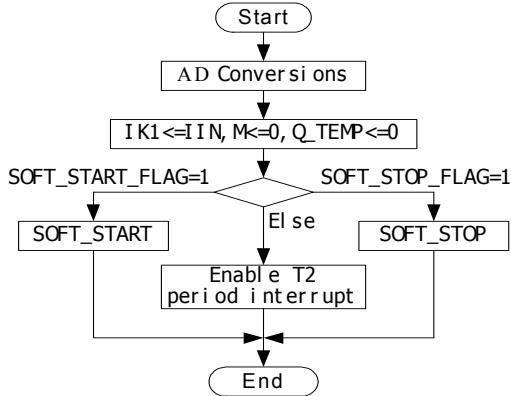 Start
AD Conversions
IK1<=IIN, M<=0, Q_TEMP<=0
SOFT_START_FLAG=1
SOFT_STOP_FLAG=1
Else
SOFT_START
SOFT_STOP
Enable T2
period interrupt
End